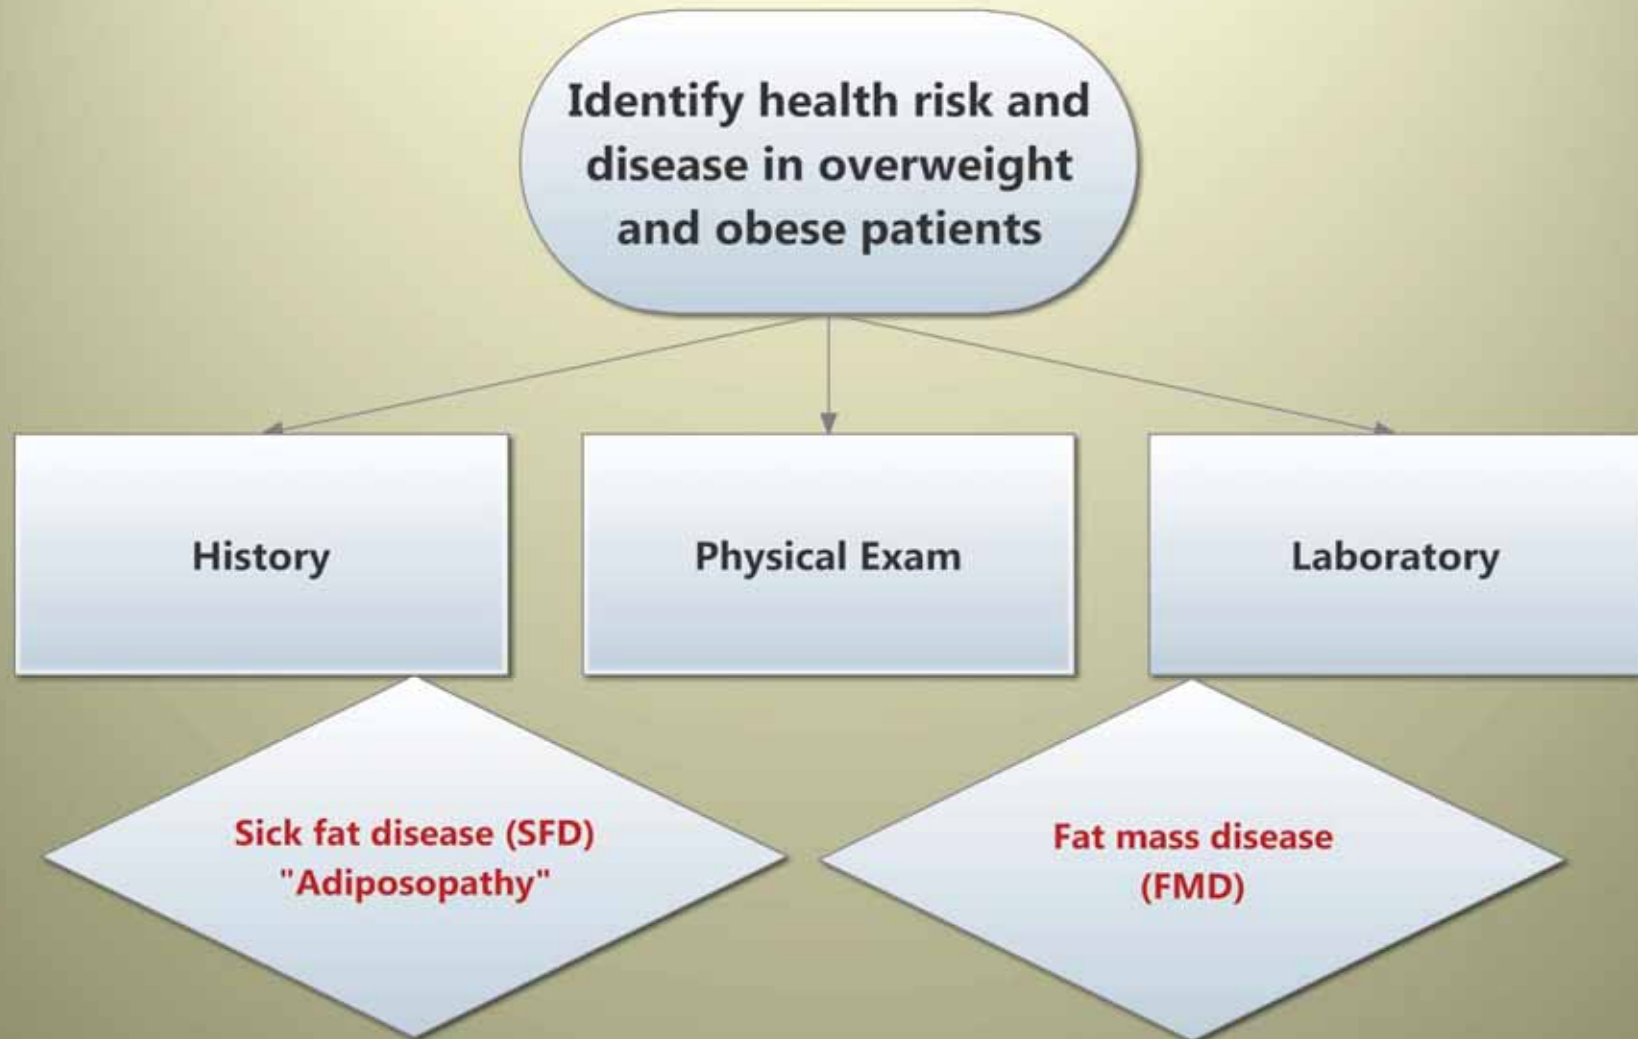 Identify health risk and
disease in overweight
and obese patients
History
Physical Exam
Laboratory
Sick fat disease (SFD)
"Adiposopathy"
Fat mass disease
(FMD)